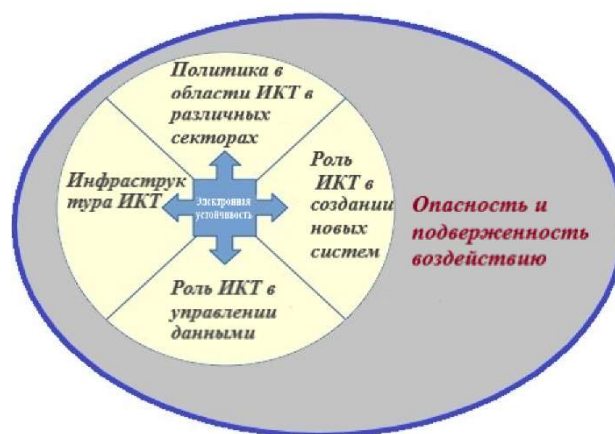 Политика в
области ИКТ в
различных
секторах
Инфраструк
тура ИКТ
Электронная
устойчивость
Роль
ИКТ в
создании
новых
систем
Роль ИКТ в
управлении
данными
Опасность и
подверженность
воздействию